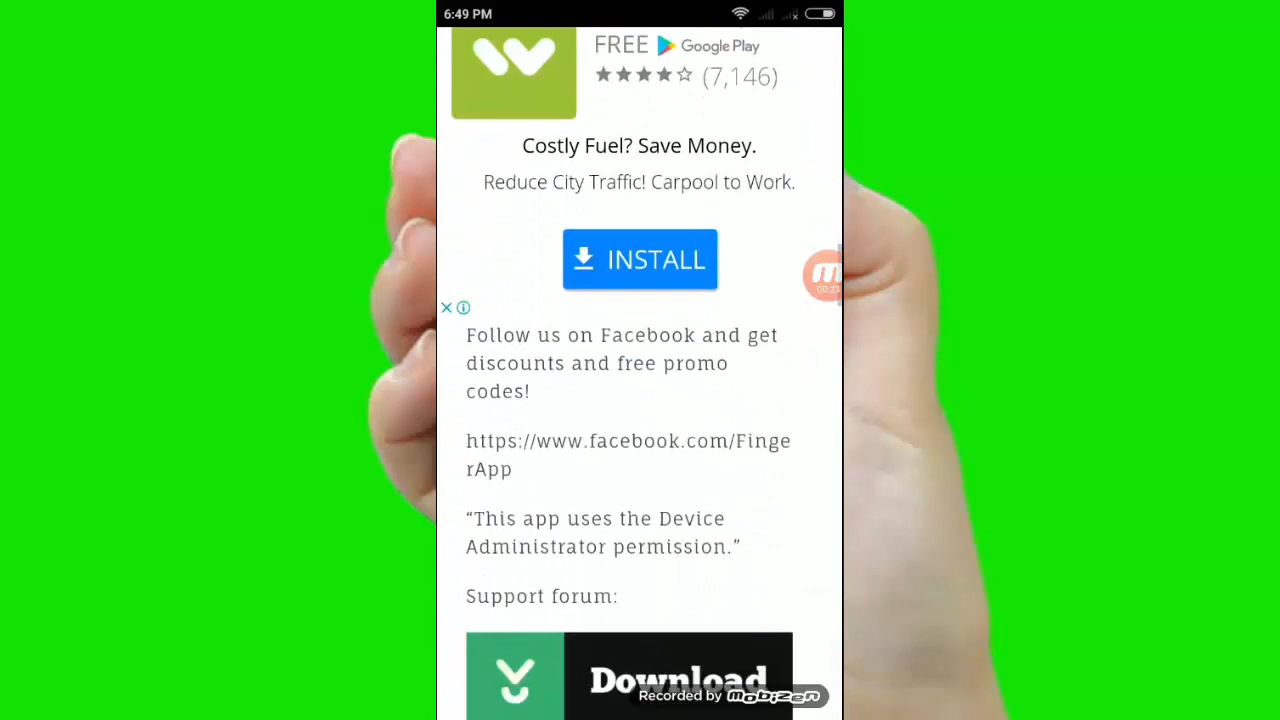 6:49 PM
FREE Google Play
(7,146)
Costly Fuel? Save Money.
Reduce City Traffic! Carpool to Work.
INSTALL
00:23
Follow us on Facebook and get
discounts and free promo
codes!
https://www.facebook.com/Finge
rApp
“This app uses the Device
Administrator permission.”
Support forum:
Download
Recorded by mobizen